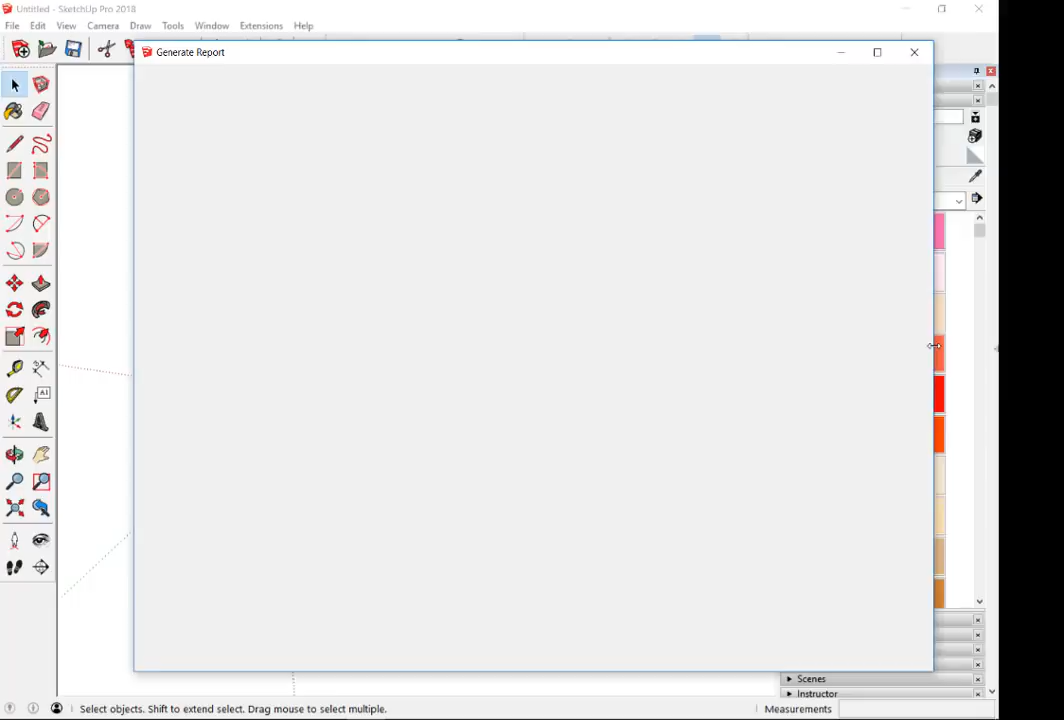 Untitled - SketchUp Pro 2018
File Edit View Camera Draw Tools Window Extensions Help
Generate Report
AI
Scenes
Instructor
Select objects. Shift to extend select. Drag mouse to select multiple.
Measurements